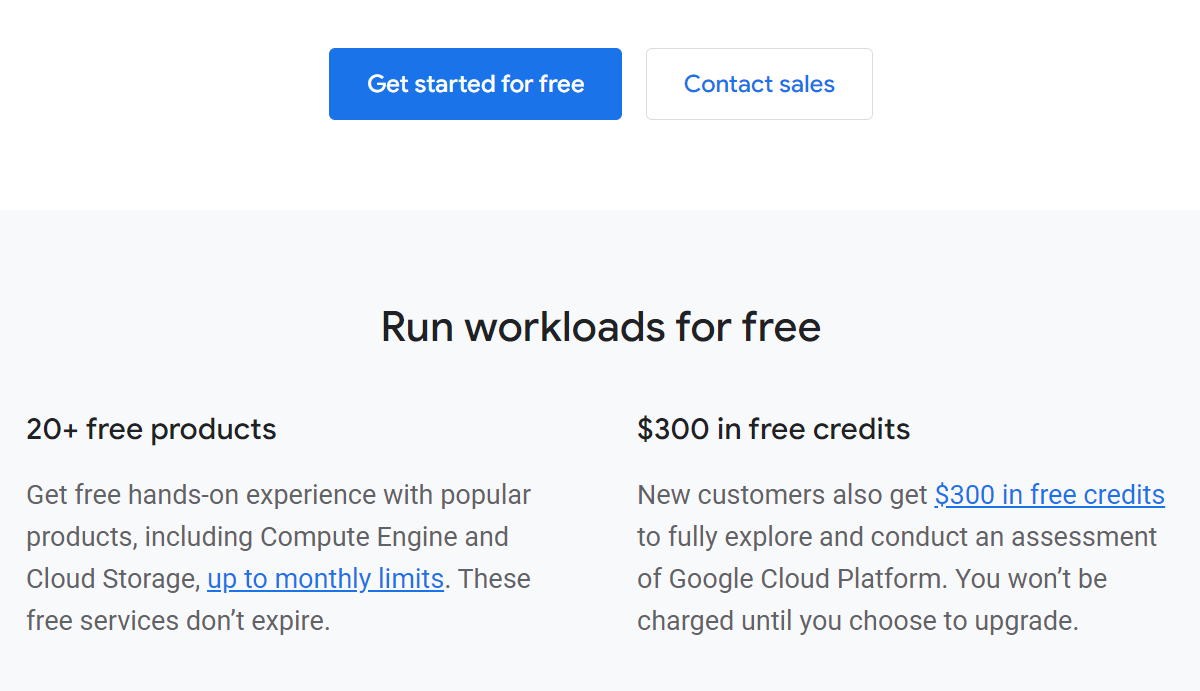 Get started for free
Contact sales
Run workloads for free
20+ free products
Get free hands-on experience with popular
products, including Compute Engine and
Cloud Storage, up to monthly limits. These
free services don’t expire.
$300 in free credits
New customers also get $300 in free credits
to fully explore and conduct an assessment
of Google Cloud Platform. You won’t be
charged until you choose to upgrade.